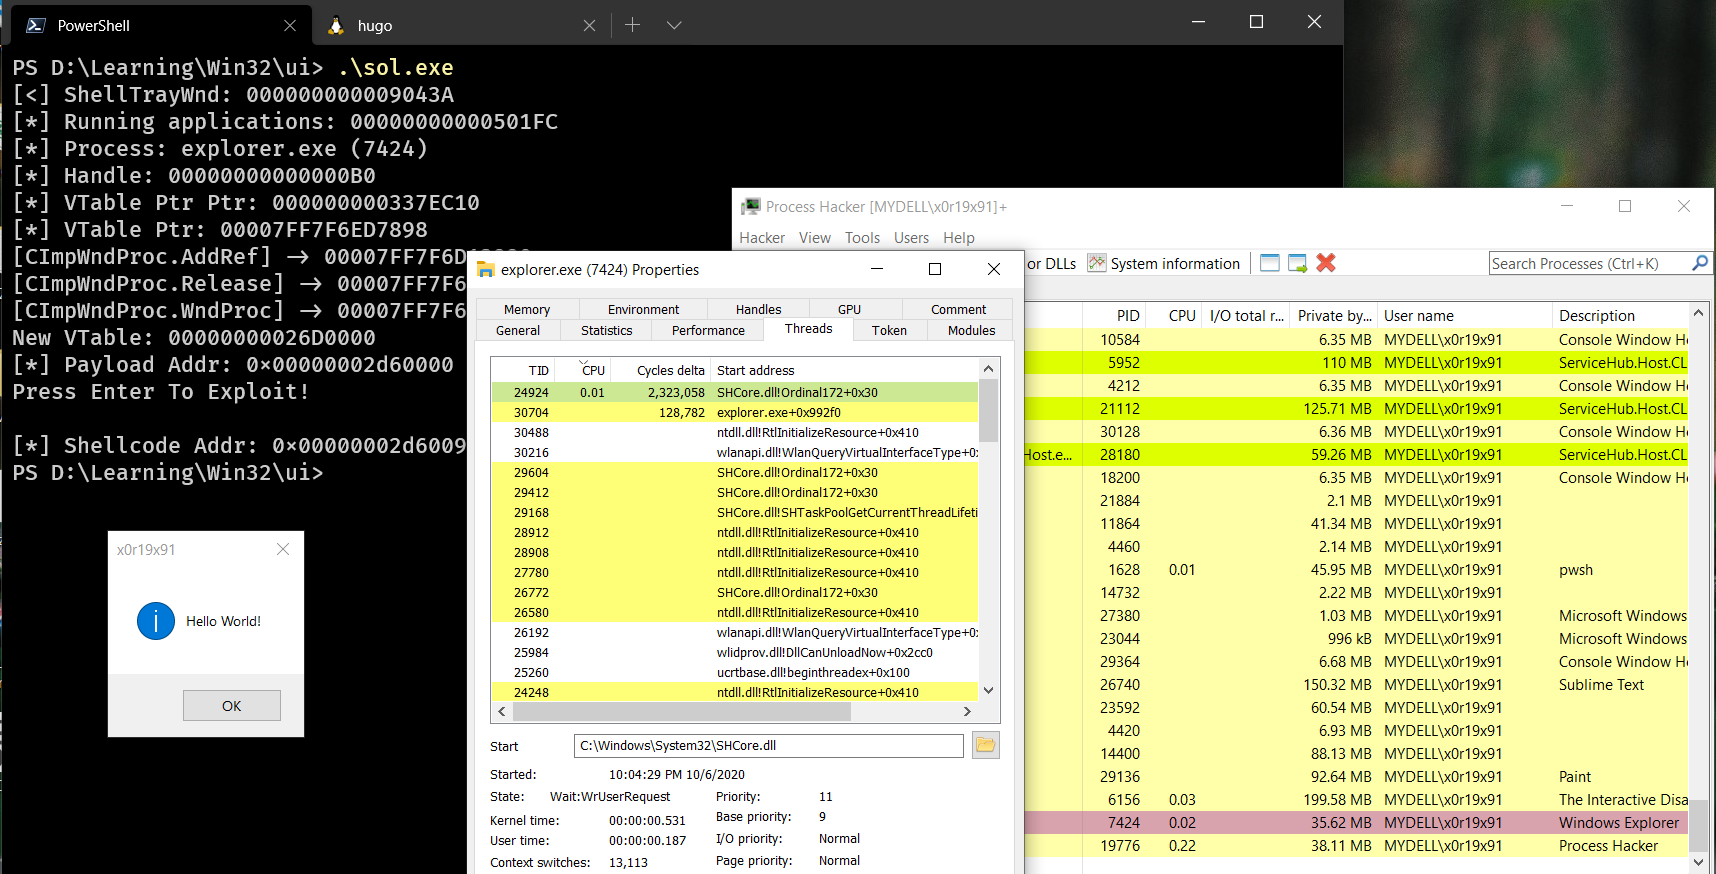 PowerShell
hugo
PS D:\Learning\Win32\ui> .\sol.exe
[<] ShellTrayWnd: 000000000009043A
[*] Running applications: 00000000000501FC
[*] Process: explorer.exe (7424)
[*] Handle: 00000000000000B0
[*] VTable Ptr Ptr: 000000000337EC10
[*] VTable Ptr: 00007FF7F6ED7898
[CImpWndProc.AddRef] -> 00007FF7F6D
[CImpWndProc.Release] -> 00007FF7F6
[CImpWndProc.WndProc] -> 00007FF7F6
New VTable: 00000000026D0000
[*] Payload Addr: 0x00000002d60000
Press Enter To Exploit!
[*] Shellcode Addr: 0x00000002d6009
PS D:\Learning\Win32\ui>
x0r19x91
Hello World!
OK
Process Hacker [MYDELL\x0r19x91]+
Hacker View Tools Users Help
or DLLs System information Search Processes (Ctrl+K)
PID CPU I/O total r... Private by... User name Description
10584 6.35 MB MYDELL\x0r19x91 Console Window H
5952 110 MB MYDELL\x0r19x91 ServiceHub.Host.CL
4212 6.35 MB MYDELL\x0r19x91 Console Window H
21112 125.71 MB MYDELL\x0r19x91 ServiceHub.Host.CL
30128 6.36 MB MYDELL\x0r19x91 Console Window H
Host.e... 28180 59.26 MB MYDELL\x0r19x91 ServiceHub.Host.CL
18200 6.35 MB MYDELL\x0r19x91 Console Window H
21884 2.1 MB MYDELL\x0r19x91
11864 41.34 MB MYDELL\x0r19x91
4460 2.14 MB MYDELL\x0r19x91
1628 0.01 45.95 MB MYDELL\x0r19x91 pwsh
14732 2.22 MB MYDELL\x0r19x91
27380 1.03 MB MYDELL\x0r19x91 Microsoft Windows
23044 996 kB MYDELL\x0r19x91 Microsoft Windows
29364 6.68 MB MYDELL\x0r19x91 Console Window H
26740 150.32 MB MYDELL\x0r19x91 Sublime Text
23592 60.54 MB MYDELL\x0r19x91
4420 6.93 MB MYDELL\x0r19x91
14400 88.13 MB MYDELL\x0r19x91
29136 92.64 MB MYDELL\x0r19x91 Paint
6156 0.03 199.58 MB MYDELL\x0r19x91 The Interactive Disa
7424 0.02 35.62 MB MYDELL\x0r19x91 Windows Explorer
19776 0.22 38.11 MB MYDELL\x0r19x91 Process Hacker
explorer.exe (7424) Properties
Memory Environment Handles GPU Comment
General Statistics Performance Threads Token Modules
TID CPU Cycles delta Start address
24924 0.01 2,323,058 SHCore.dll!Ordinal172+0x30
30704 128,782 explorer.exe+0x992f0
30488 ntdll.dll!RtlInitializeResource+0x410
30216 wlanapi.dll!WlanQueryVirtualInterfaceType+0
29604 SHCore.dll!Ordinal172+0x30
29412 SHCore.dll!Ordinal172+0x30
29168 SHCore.dll!SHTaskPoolGetCurrentThreadLifeti
28912 ntdll.dll!RtlInitializeResource+0x410
28908 ntdll.dll!RtlInitializeResource+0x410
27780 ntdll.dll!RtlInitializeResource+0x410
26772 SHCore.dll!Ordinal172+0x30
26580 ntdll.dll!RtlInitializeResource+0x410
26192 wlanapi.dll!WlanQueryVirtualInterfaceType+0
25984 wlidprov.dll!DllCanUnloadNow+0x2cc0
25260 ucrtbase.dll!beginthreadex+0x100
24248 ntdll.dll!RtlInitializeResource+0x410
Start C:\Windows\System32\SHCore.dll
Started: 10:04:29 PM 10/6/2020
State: Wait:WrUserRequest Priority: 11
Kernel time: 00:00:00.531 Base priority: 9
User time: 00:00:00.187 I/O priority: Normal
Context switches: 13,113 Page priority: Normal